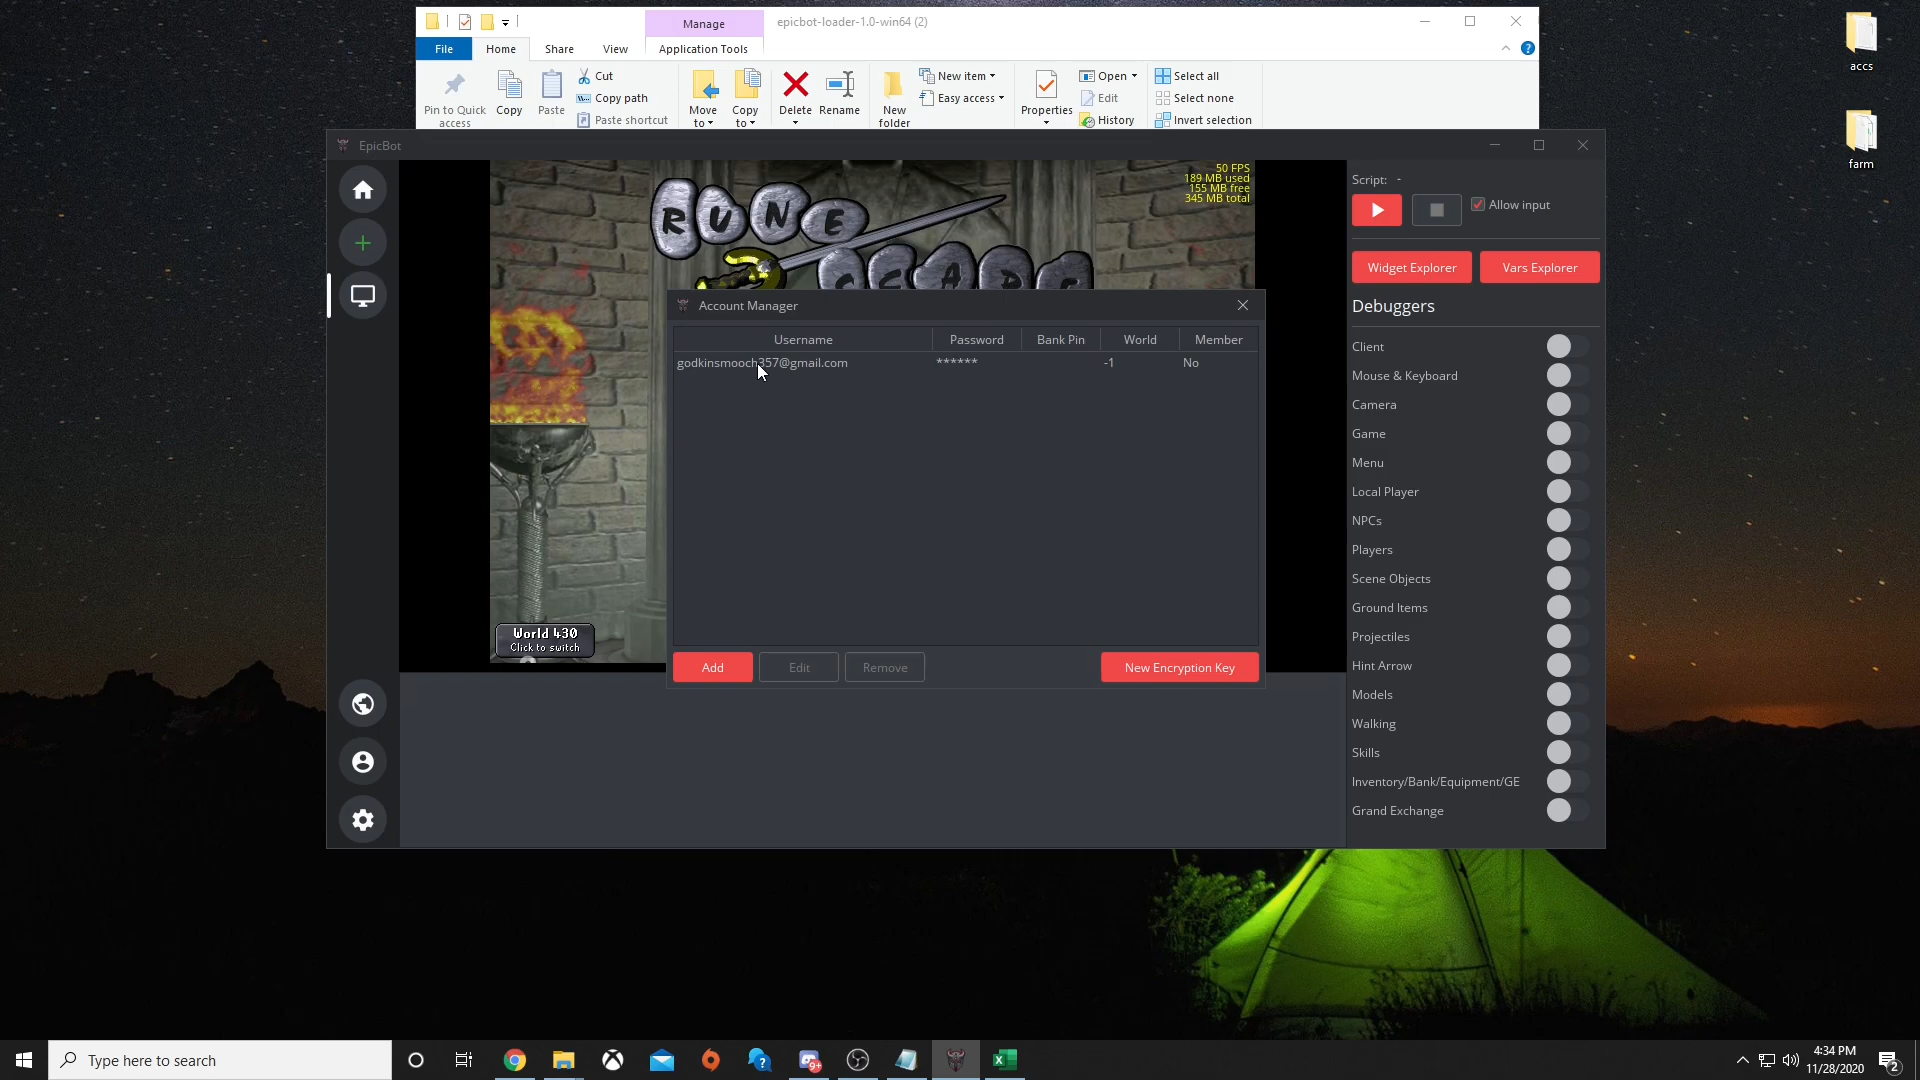 Manage
epicbot-loader-1.0-win64 (2)
File
Home
Share
View
Application Tools
Pin to Quick access
Copy
Paste
Cut
Copy path
Paste shortcut
Move to
Copy to
Delete
Rename
New folder
New item
Easy access
Properties
Open
Edit
History
Select all
Select none
Invert selection
accs
farm
EpicBot
RUNE
SCAPE
50 FPS
189 MB used
155 MB free
345 MB total
World 430
Click to switch
Account Manager
Username Password Bank Pin World Member
godkinsmooch357@gmail.com ****** -1 No
Add
Edit
Remove
New Encryption Key
Script: -
Allow input
Widget Explorer
Vars Explorer
Debuggers
Client
Mouse & Keyboard
Camera
Game
Menu
Local Player
NPCs
Players
Scene Objects
Ground Items
Projectiles
Hint Arrow
Models
Walking
Skills
Inventory/Bank/Equipment/GE
Grand Exchange
Type here to search
9+
4:34 PM
11/28/2020
2